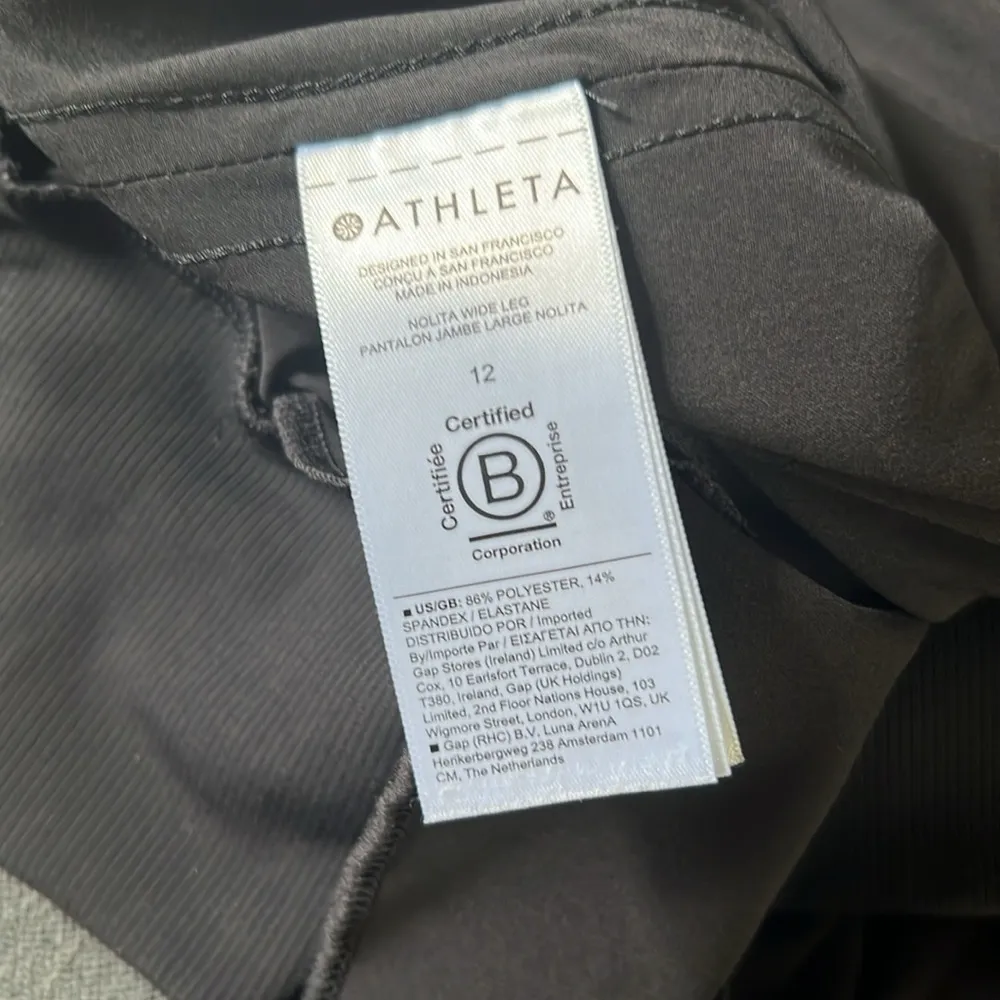 ATHLETA
DESIGNED IN SAN FRANCISCO
CONÇU A SAN FRANCISCO
MADE IN INDONESIA
NOLITA WIDE LEG
PANTALON JAMBE LARGE NOLITA
12
Certified
Certifiée
B
Entreprise
®
Corporation
■ US/GB: 86% POLYESTER, 14%
SPANDEX / ELASTANE
DISTRIBUIDO POR / Imported
By/Importe Par / ΕΙΣΑΓΕΤΑΙ ΑΠΟ ΤΗΝ:
Gap Stores (Ireland) Limited c/o Arthur
Cox, 10 Earlsfort Terrace, Dublin 2, D02
T380, Ireland, Gap (UK Holdings)
Limited, 2nd Floor Nations House, 103
Wigmore Street, London, W1U 1QS, UK
■ Gap (RHC) B.V. Luna ArenA
Herikerbergweg 238 Amsterdam 1101
CM, The Netherlands